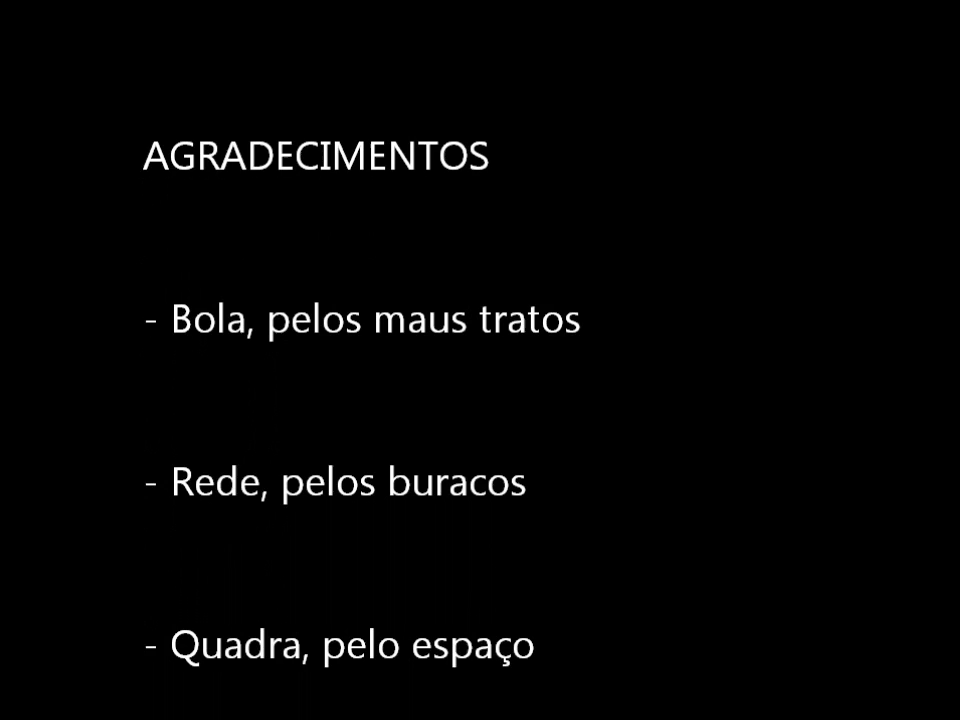 AGRADECIMENTOS
- Bola, pelos maus tratos
- Rede, pelos buracos
- Quadra, pelo espaço